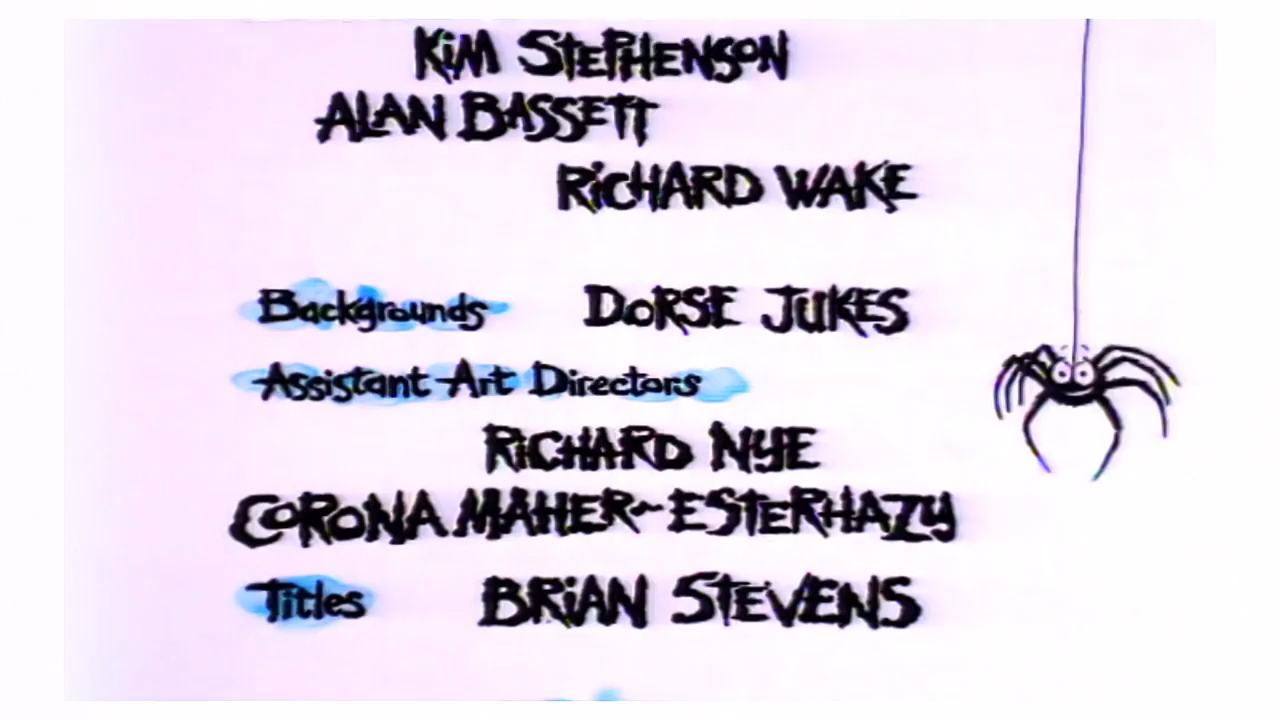 Kim Stephenson
Alan Bassett
Richard Wake
Backgrounds Dorse Jukes
Assistant Art Directors
Richard Nye
Corona Maher-Esterhazy
Titles Brian Stevens